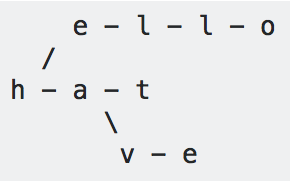 e – l – l – o
  /
h – a – t
      \
       v – e